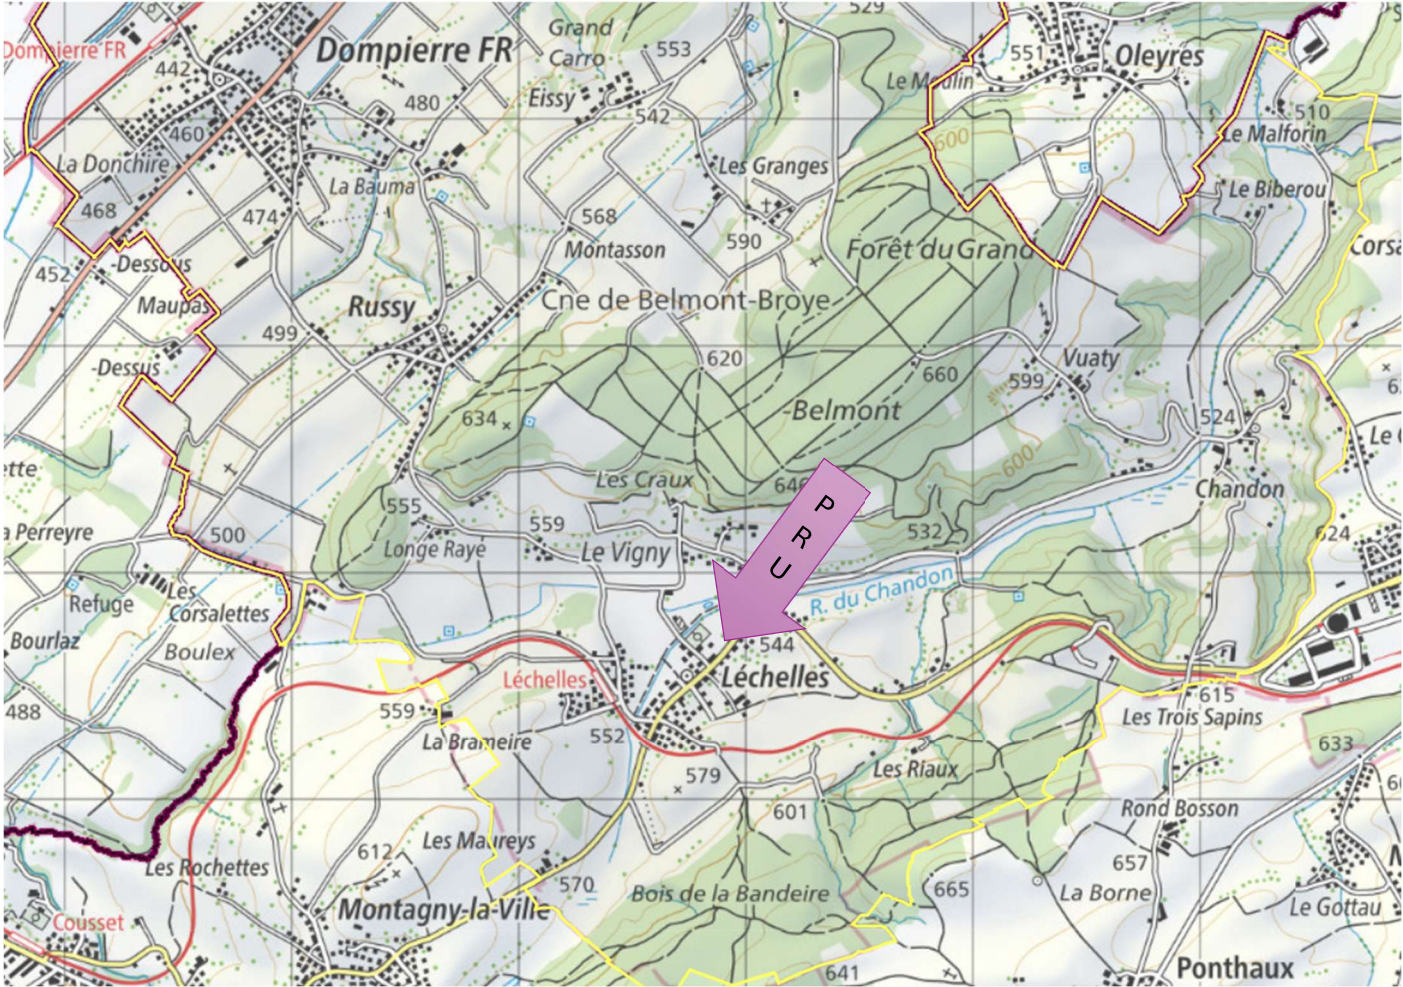 529
Grand
Carro
Dompierre FR
Dompierre FR
553
551
Oleyres
442
Le Moulin
Eissy
480
542
510
Le Malforin
460
600
La Donchire
Les Granges
La Bauma
Le Biberou
468
474
568
590
Montasson
Forêt du Grand
452
-Dessous
Maupas
Russy
Cne de Belmont-Broye
499
620
Vuaty
-Dessus
660
599
-Belmont
634
524
600
Les Craux
646
Chandon
P
R
U
555
559
532
500
624
a Perreyre
Longe Raye
Le Vigny
R. du Chandon
Les
Corsalettes
Refuge
Bourlaz
Boulex
544
Léchelles
Léchelles
615
488
559
Les Trois Sapins
La Brameire
552
633
Les Riaux
579
601
Rond Bosson
Les Maureys
612
657
Les Rochettes
570
Bois de la Bandeire
665
La Borne
Le Gottau
Montagny-la-Ville
Cousset
641
Ponthaux